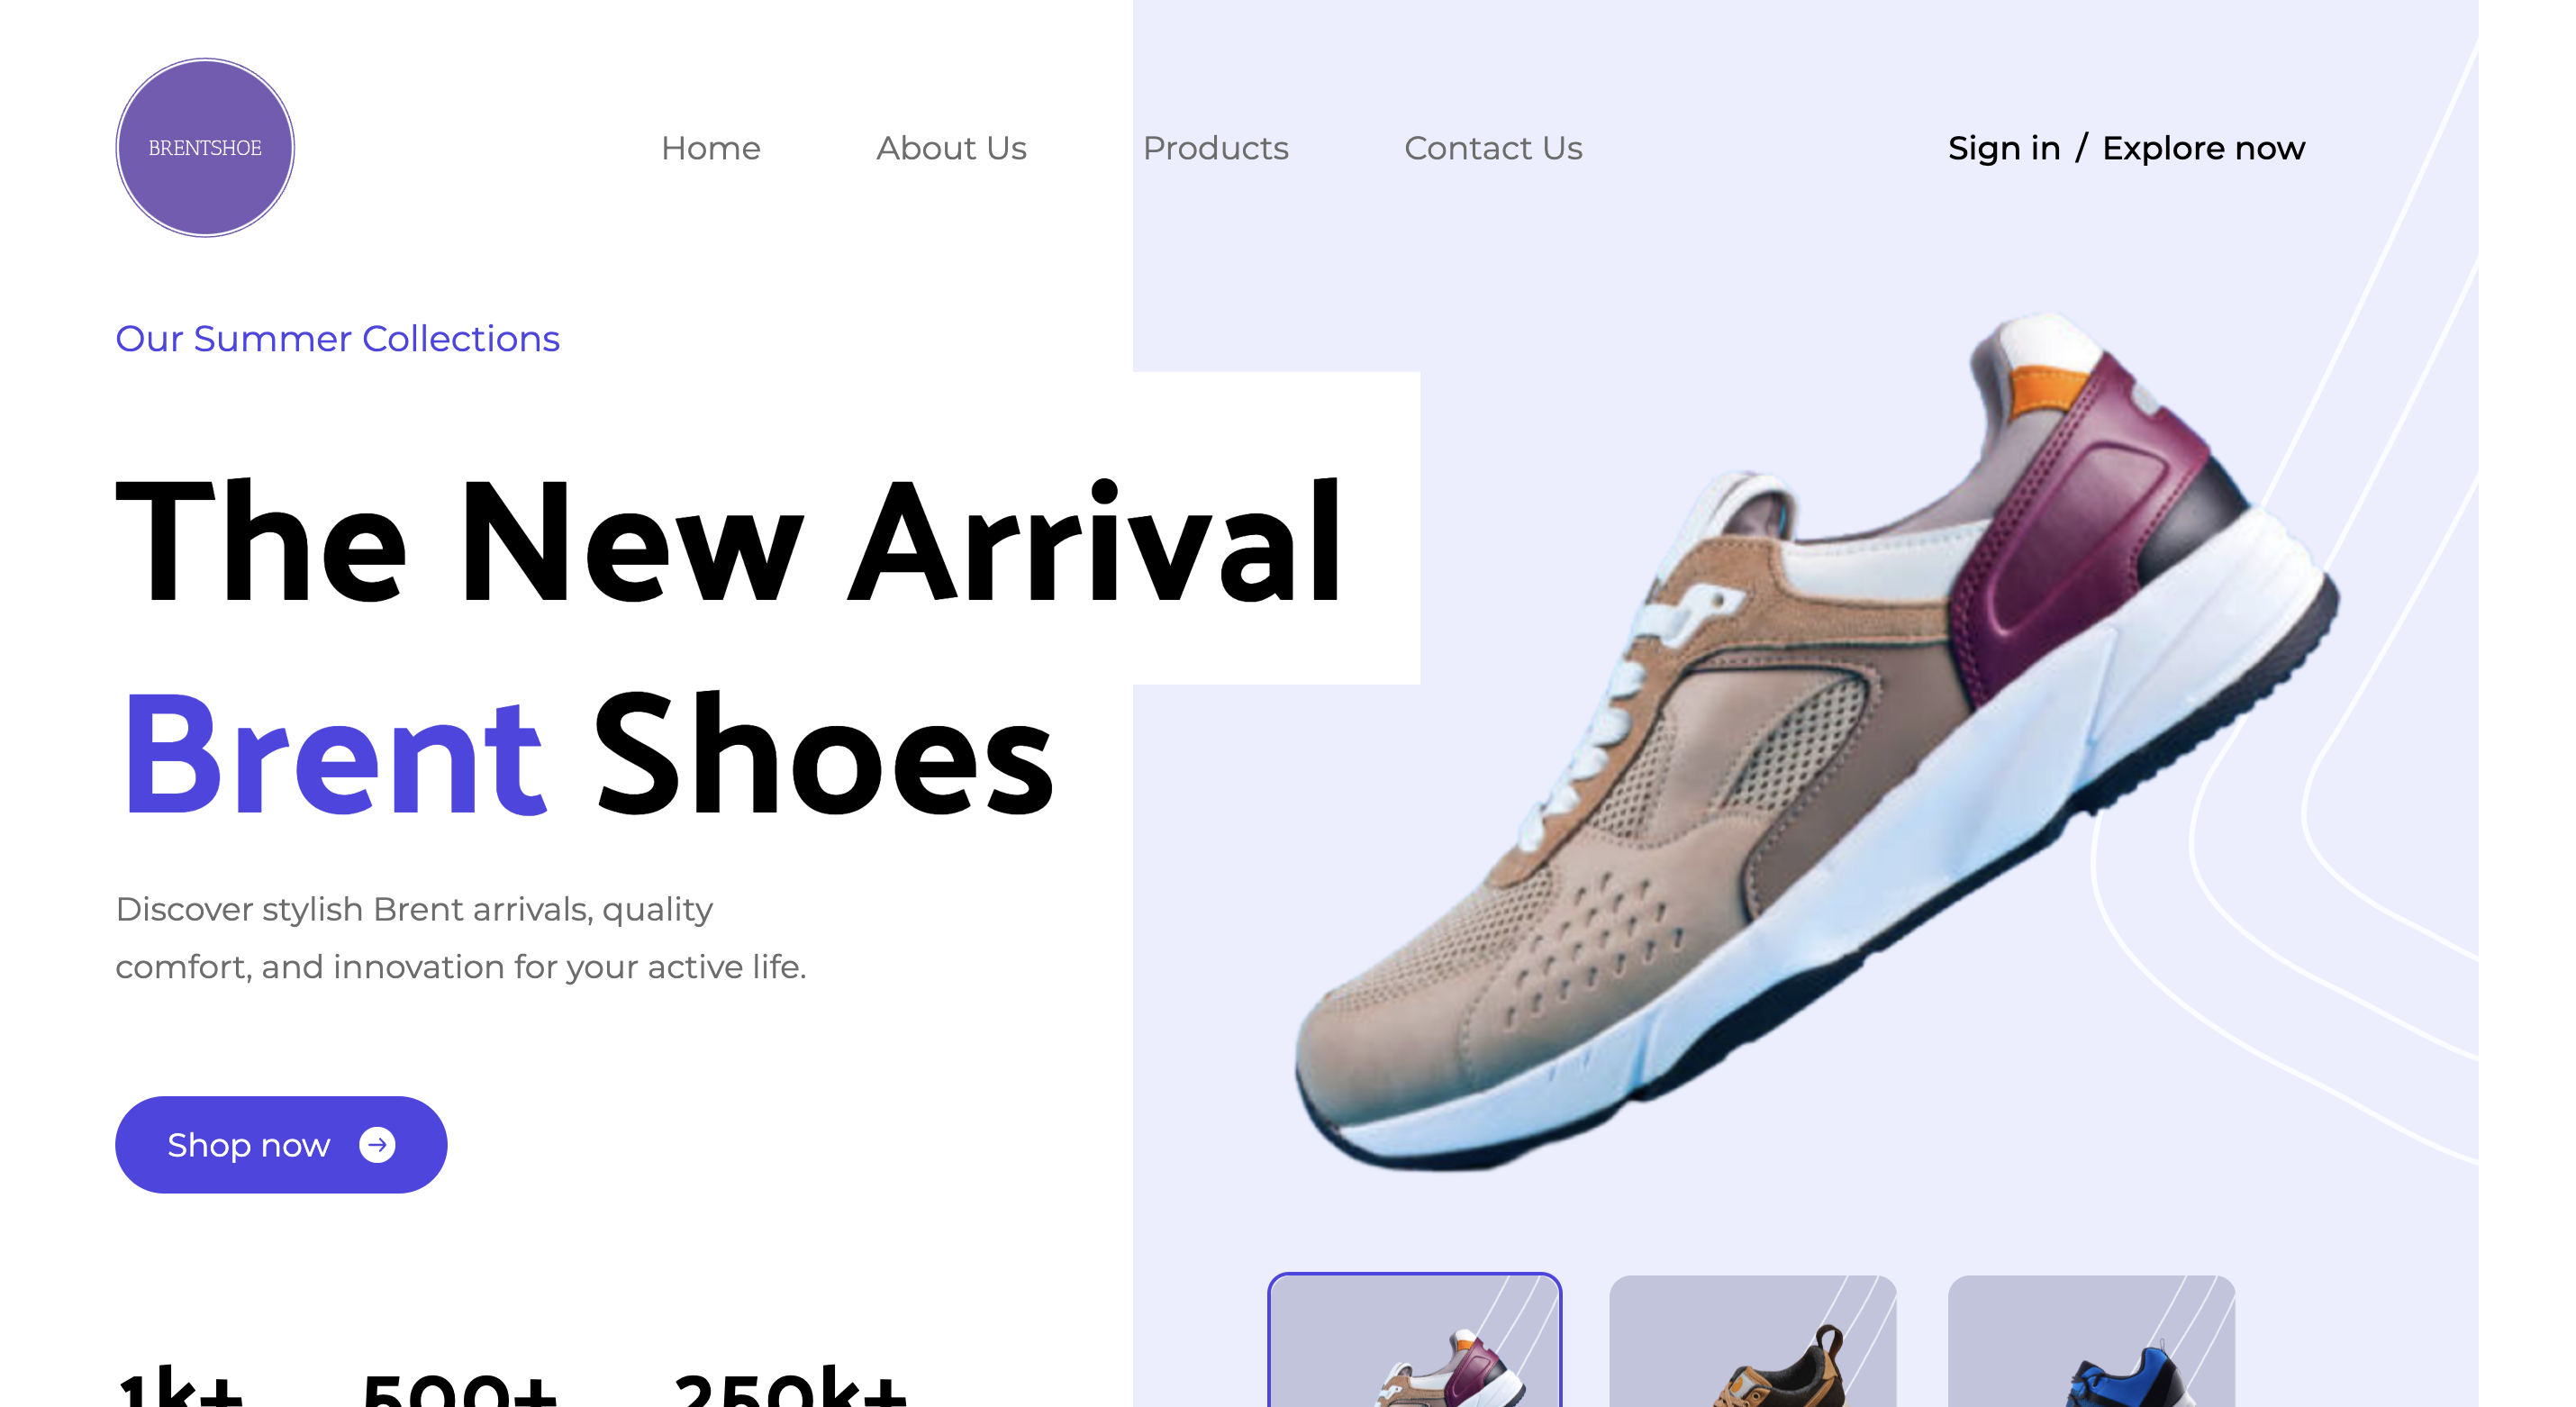 BRENTSHOE
Home About Us Products Contact Us Sign in / Explore now
Our Summer Collections
The New Arrival
Brent Shoes
Discover stylish Brent arrivals, quality
comfort, and innovation for your active life.
Shop now
1k+ 500+ 250k+